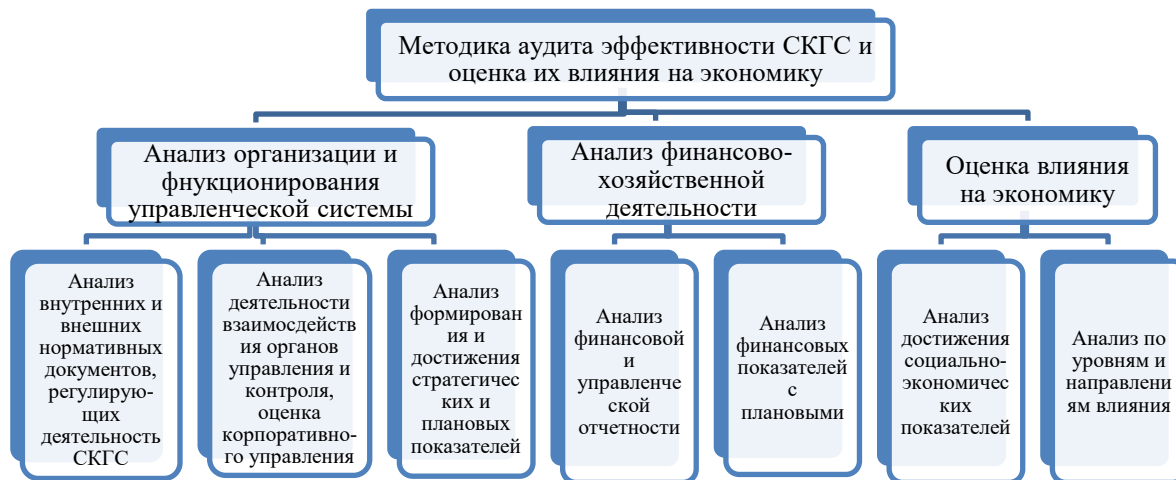 Методика аудита эффективности СКГС и
оценка их влияния на экономику
Анализ организации и
фнукционирования
управленческой системы
Анализ финансово-
хозяйственной
деятельности
Оценка влияния
на экономику
Анализ
внутренних и
внешних
нормативных
документов,
регулирую-
щих
деятельность
СКГС
Анализ
деятельности
взаимосдейств
ия органов
управления и
контроля,
оценка
корпоративно-
го управления
Анализ
формирован
ия и
достижения
стратегичес
ких и
плановых
показателей
Анализ
финансовой
и
управленче
ской
отчетности
Анализ
финансовых
показателей
с
плановыми
Анализ
достижения
социально-
экономичес
ких
показателей
Анализ по
уровням и
направлени
ям влияния